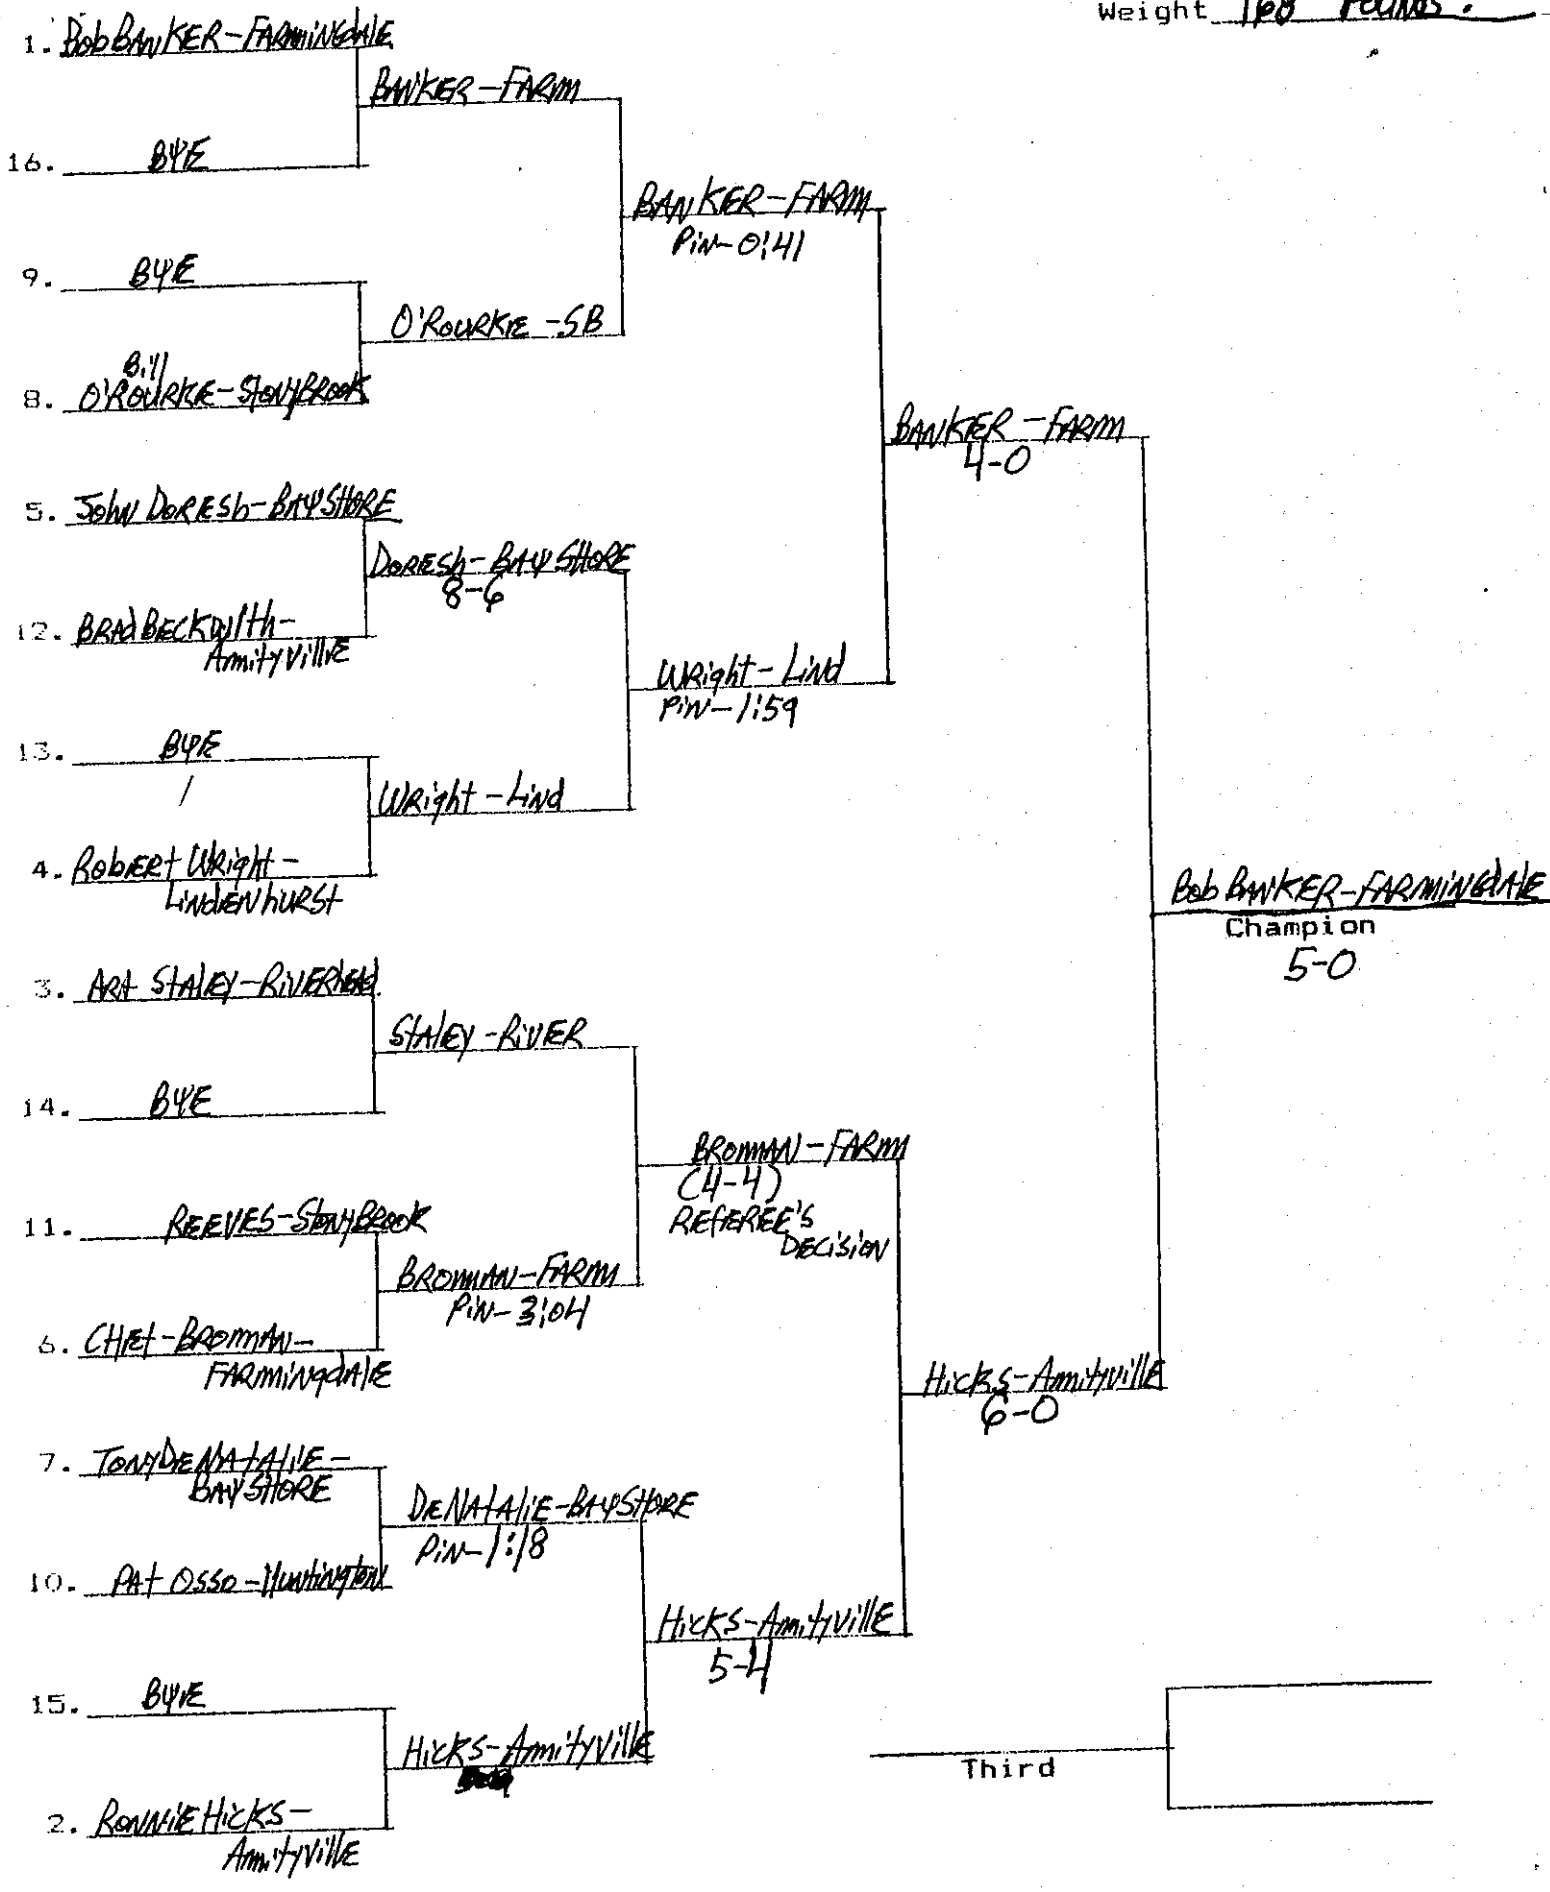 Weight 168 POUNDS.
1. Bob BANKER-FARMINGdALE
BANKER-FARM
16. BYE
BANKER-FARM
Pin-0:41
9. BYE
O'ROURKE-SB
Bill
8. O'ROURKE-StonyBROOK
BANKER-FARM
4-0
5. John DORESh-BAYSHORE
DORESh-BAYSHORE
8-6
12. BRAd BECKwith-
AmityvillE
WRight-Lind
Pin-1:59
13. BYE
WRight-Lind
4. RobERt WRight-
LindENhuRSt
Bob BANKER-FARMINGdAlE
Champion
5-0
3. ARt StAlEY-RiVERhEAd
StAlEY-RiVER
14. BYE
BROMAN-FARM
(4-4)
REfEREE'S
DECiSiON
11. REEVES-StonyBROOK
BROMAN-FARM
Pin-3:04
6. CHEt-BROMAN-
FARMingdAlE
Hicks-AmityvillE
6-0
7. TONY DENAtAliE-
BAYSHORE
DENAtAliE-BAYSHORE
Pin-1:18
10. PAt OSSO-Huntington
Hicks-AmityvillE
5-4
15. BYE
Hicks-AmityvillE
Third
2. RONNiE HiCKS-
AmityvillE